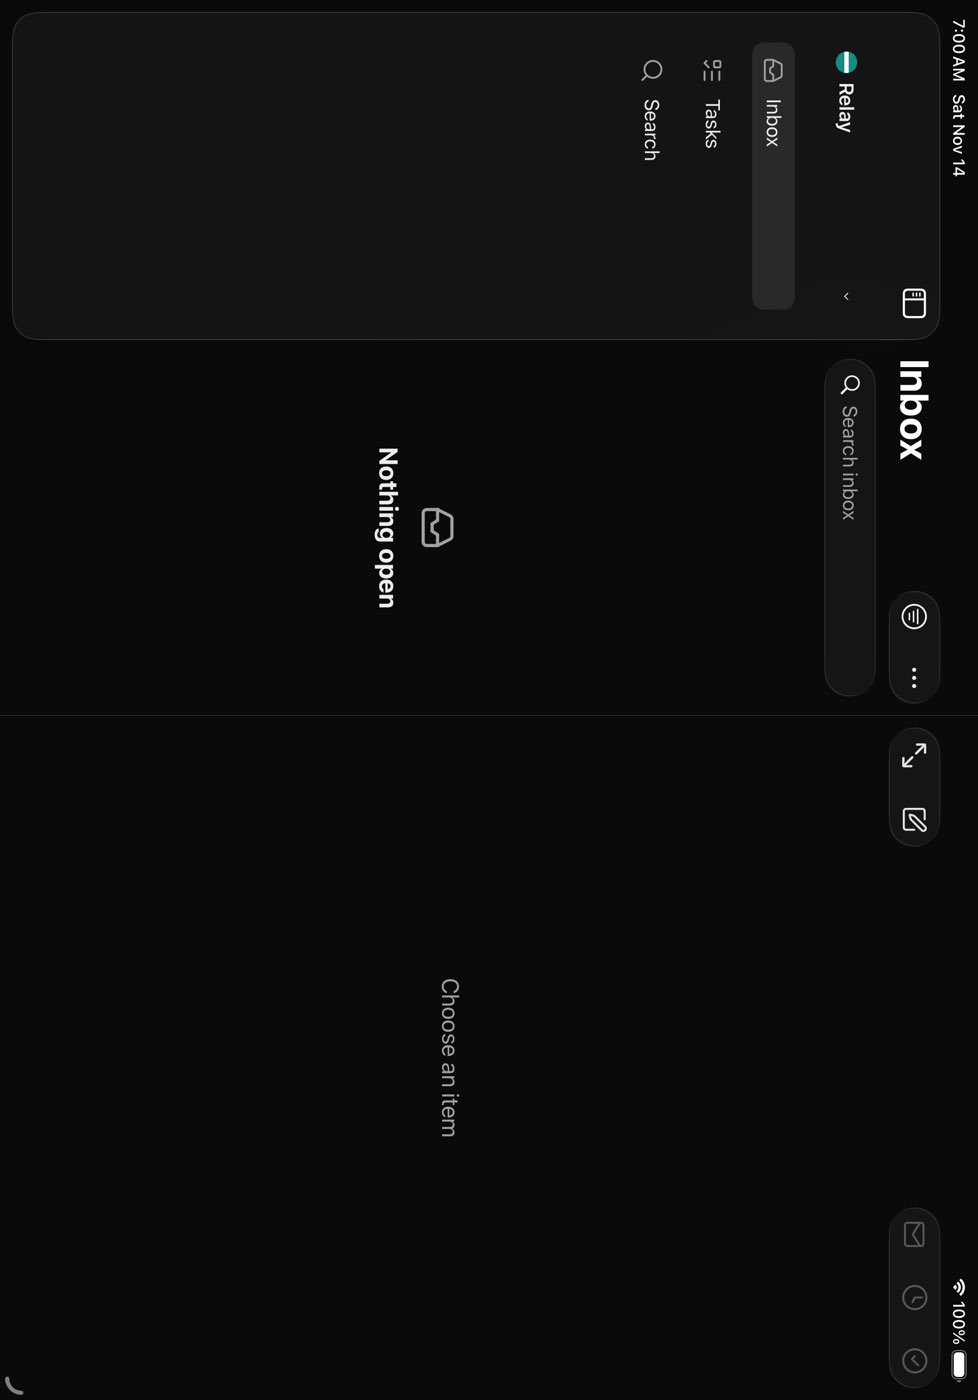 7:00 AM Sat Nov 14
100%
Relay
Inbox
Tasks
Search
Inbox
Search inbox
Nothing open
Choose an item